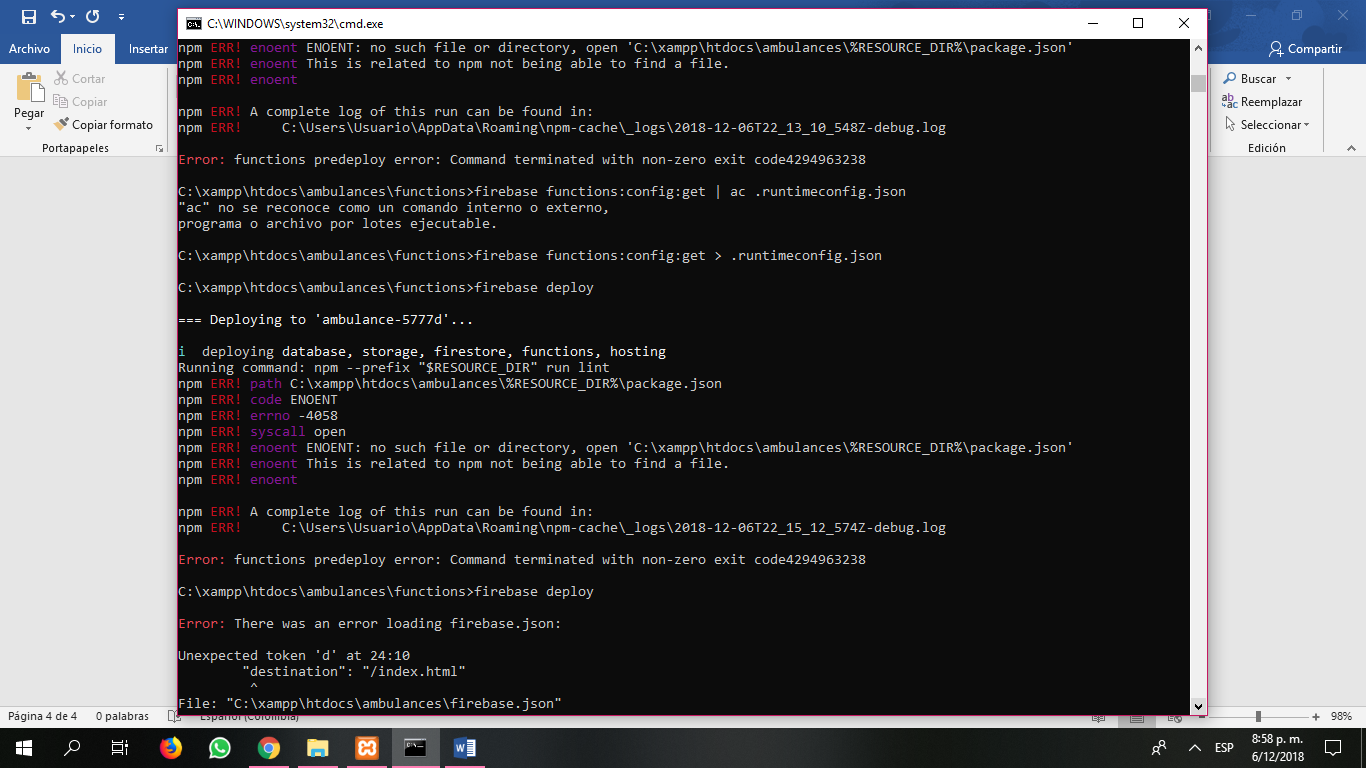 C:\WINDOWS\system32\cmd.exe
Archivo Inicio Insertar
Compartir
Pegar
Cortar
Copiar
Copiar formato
Portapapeles
Buscar
Reemplazar
Seleccionar
Edición
npm ERR! enoent ENOENT: no such file or directory, open 'C:\xampp\htdocs\ambulances\%RESOURCE_DIR%\package.json'
npm ERR! enoent This is related to npm not being able to find a file.
npm ERR! enoent
npm ERR! A complete log of this run can be found in:
npm ERR!     C:\Users\Usuario\AppData\Roaming\npm-cache\_logs\2018-12-06T22_13_10_548Z-debug.log
Error: functions predeploy error: Command terminated with non-zero exit code4294963238
C:\xampp\htdocs\ambulances\functions>firebase functions:config:get | ac .runtimeconfig.json
"ac" no se reconoce como un comando interno o externo,
programa o archivo por lotes ejecutable.
C:\xampp\htdocs\ambulances\functions>firebase functions:config:get > .runtimeconfig.json
C:\xampp\htdocs\ambulances\functions>firebase deploy
=== Deploying to 'ambulance-5777d'...
i  deploying database, storage, firestore, functions, hosting
Running command: npm --prefix "$RESOURCE_DIR" run lint
npm ERR! path C:\xampp\htdocs\ambulances\%RESOURCE_DIR%\package.json
npm ERR! code ENOENT
npm ERR! errno -4058
npm ERR! syscall open
npm ERR! enoent ENOENT: no such file or directory, open 'C:\xampp\htdocs\ambulances\%RESOURCE_DIR%\package.json'
npm ERR! enoent This is related to npm not being able to find a file.
npm ERR! enoent
npm ERR! A complete log of this run can be found in:
npm ERR!     C:\Users\Usuario\AppData\Roaming\npm-cache\_logs\2018-12-06T22_15_12_574Z-debug.log
Error: functions predeploy error: Command terminated with non-zero exit code4294963238
C:\xampp\htdocs\ambulances\functions>firebase deploy
Error: There was an error loading firebase.json:
Unexpected token 'd' at 24:10
        "destination": "/index.html"
         ^
File: "C:\xampp\htdocs\ambulances\firebase.json"
Página 4 de 4 0 palabras Español (Colombia) 98%
ESP
8:58 p. m.
6/12/2018